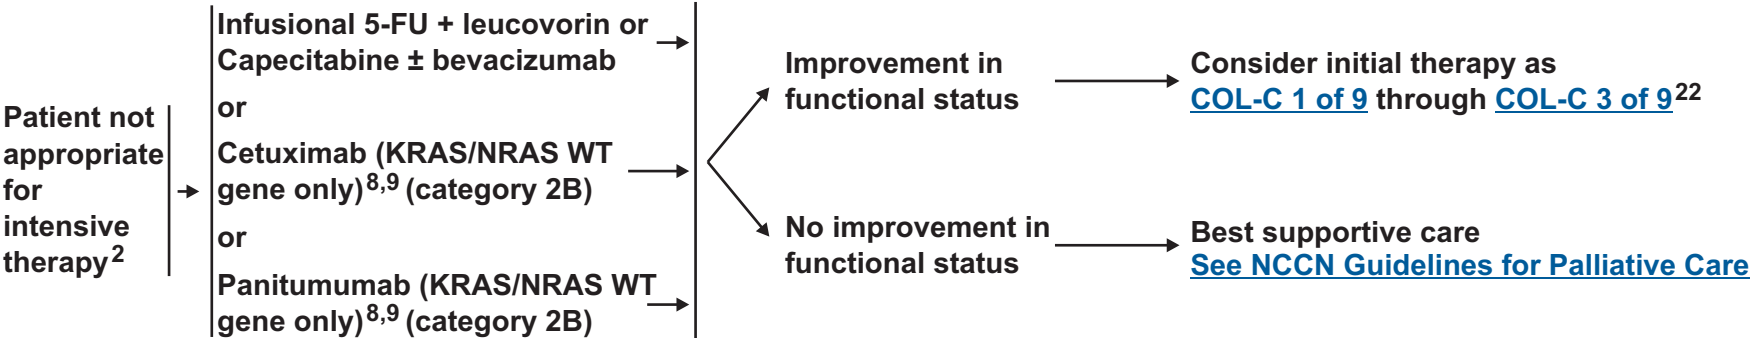 Patient not
appropriate
for
intensive
therapy2
Infusional 5-FU + leucovorin or
Capecitabine ± bevacizumab
or
Cetuximab (KRAS/NRAS WT
gene only)8,9 (category 2B)
or
Panitumumab (KRAS/NRAS WT
gene only)8,9 (category 2B)
Improvement in
functional status
Consider initial therapy as
COL-C 1 of 9 through COL-C 3 of 922
No improvement in
functional status
Best supportive care
See NCCN Guidelines for Palliative Care